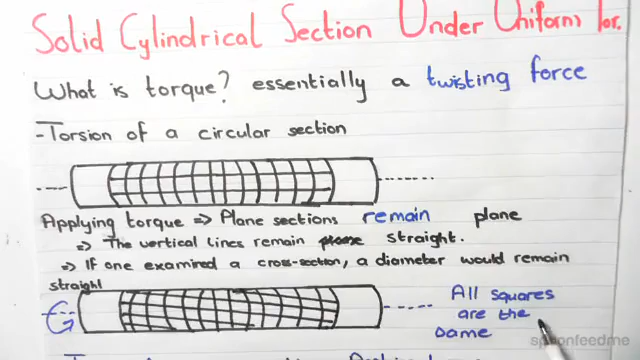 Solid Cylindrical Section Under Uniform Tor.
What is torque? essentially a twisting force
-Torsion of a circular section
Applying torque => Plane sections remain plane
=> The vertical lines remain straight.
=> If one examined a cross-section, a diameter would remain
straight
All squares
are the
same
spoonfeedme